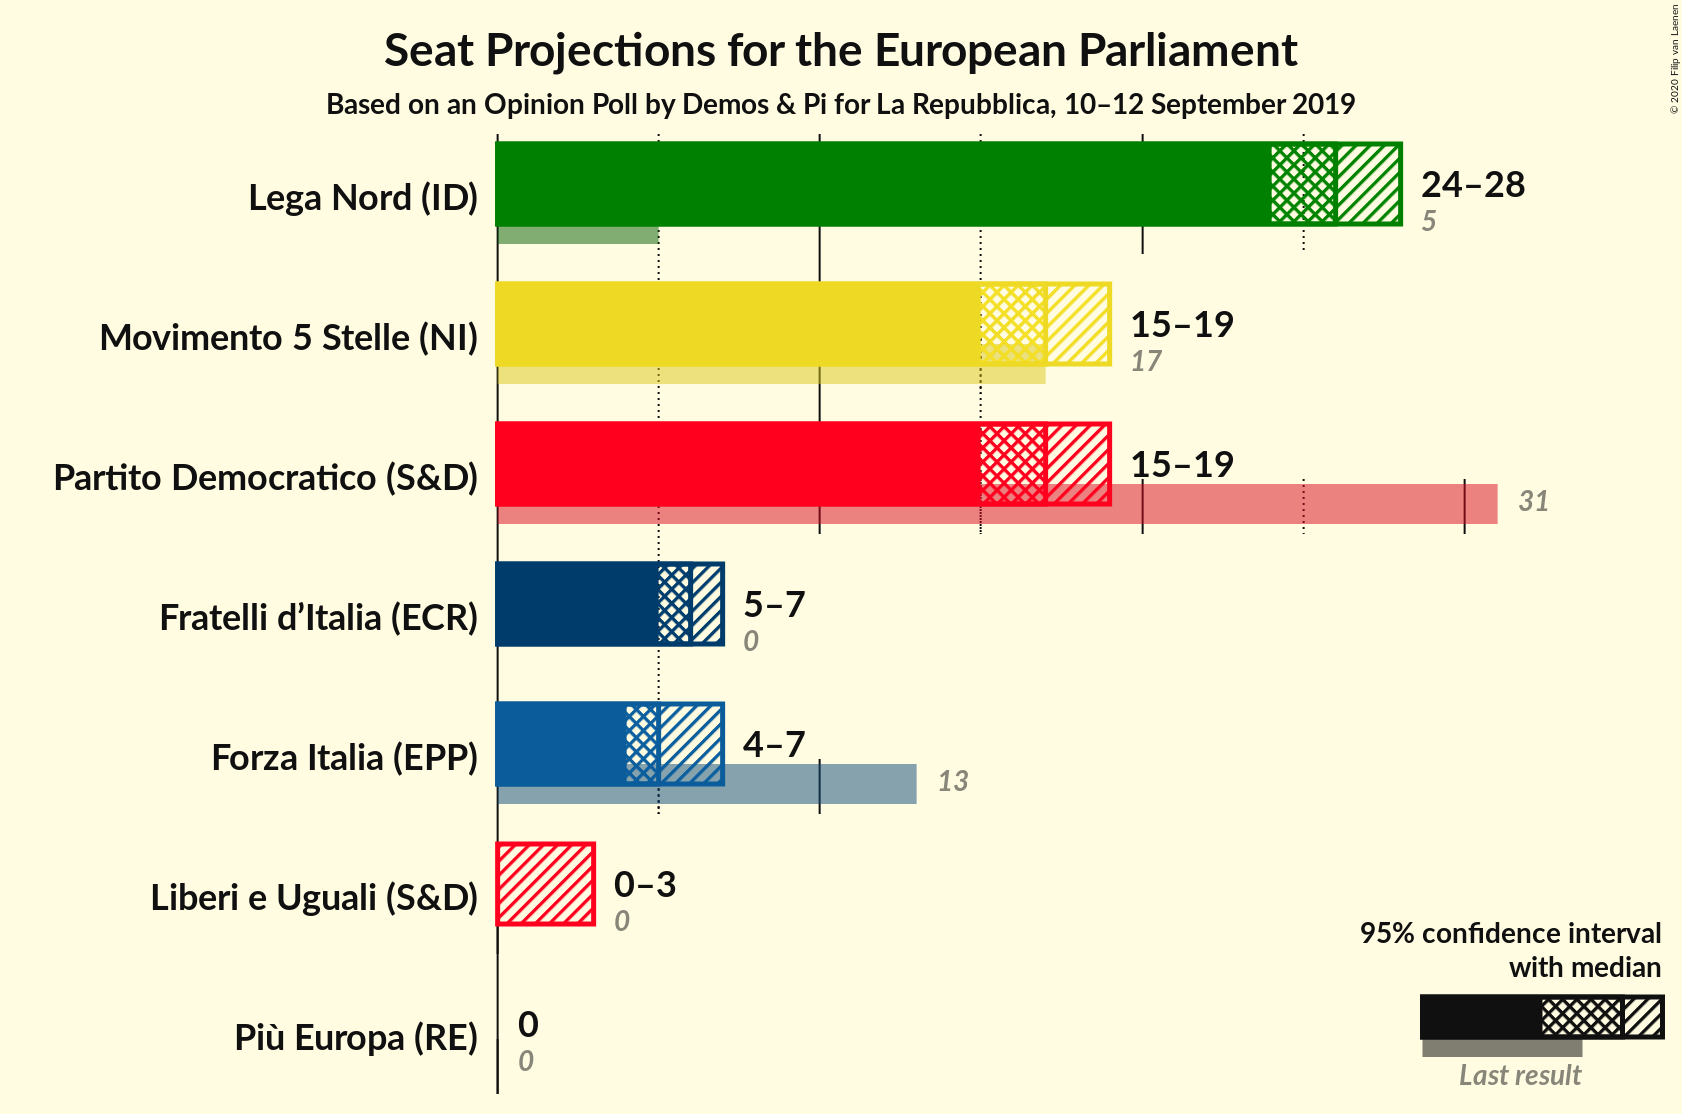 Seat Projections for the European Parliament
Based on an Opinion Poll by Demos & Pi for La Repubblica, 10–12 September 2019
© 2020 Filip van Laenen
Lega Nord (ID)
24–28
5
Movimento 5 Stelle (NI)
15–19
17
Partito Democratico (S&D)
15–19
31
Fratelli d’Italia (ECR)
5–7
0
Forza Italia (EPP)
4–7
13
Liberi e Uguali (S&D)
0–3
0
Più Europa (RE)
0
0
95% confidence interval
with median
Last result